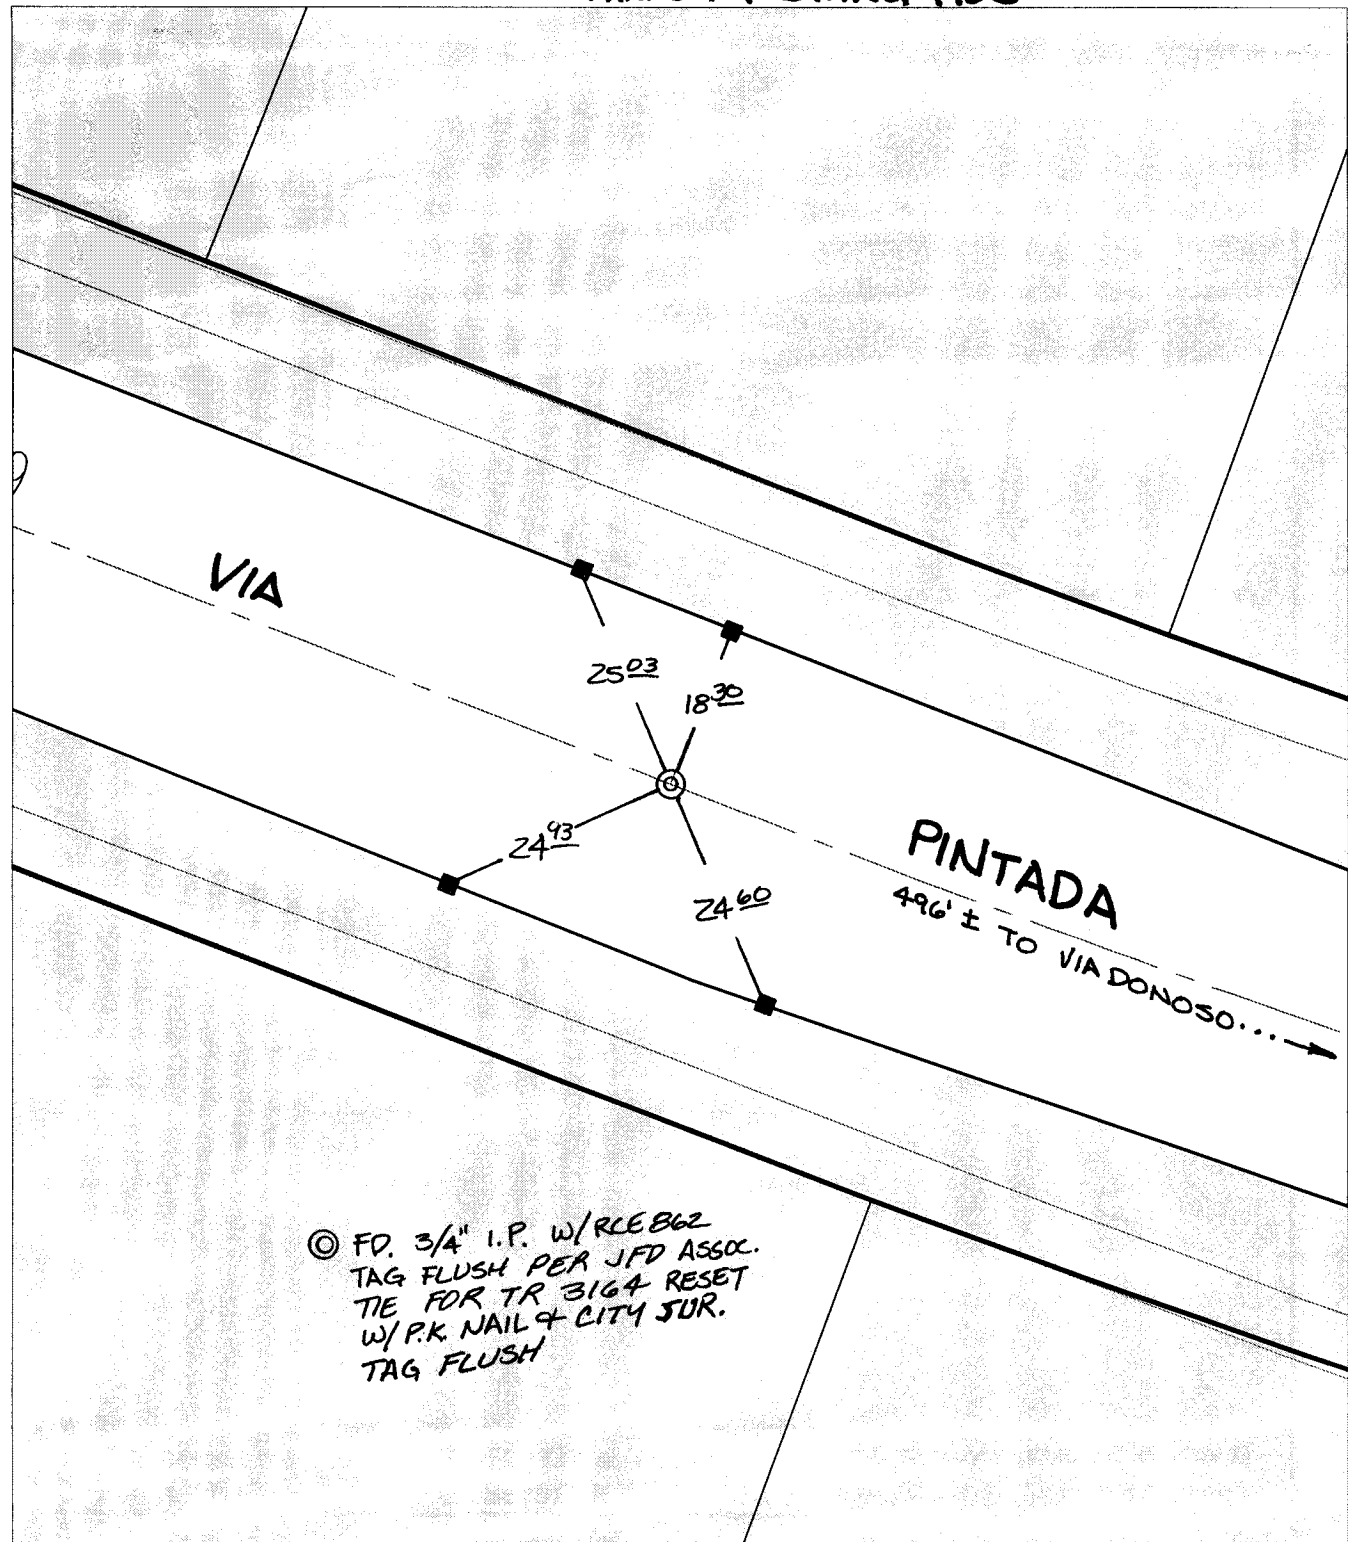 VIA
25 03
18 30
24 93
24 60
PINTADA
496' ± TO VIA DONOSO...
FD. 3/4" I.P. W/RCE 862
TAG FLUSH PER JFD ASSOC.
TIE FOR TR 3164 RESET
W/ P.K. NAIL & CITY SUR.
TAG FLUSH